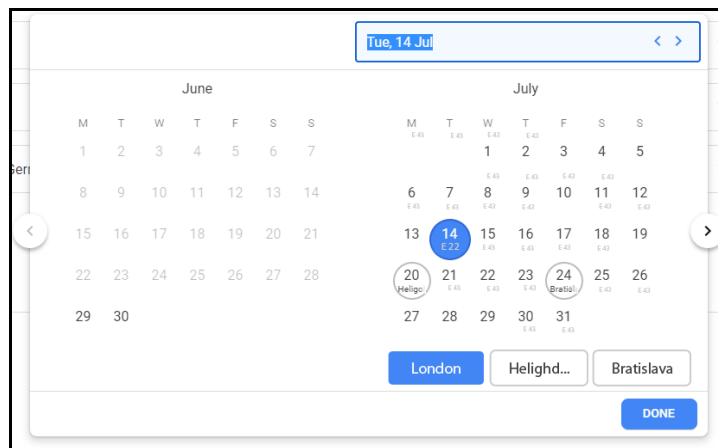 Tue, 14 Jul
June July
M T W T F S S M T W T F S S
1 2 3 4 5 6 7 1 2 3 4 5
8 9 10 11 12 13 14 6 7 8 9 10 11 12
15 16 17 18 19 20 21 13 14 15 16 17 18 19
E 22
22 23 24 25 26 27 28 20 21 22 23 24 25 26
29 30 27 28 29 30 31
London Helighd... Bratislava
DONE